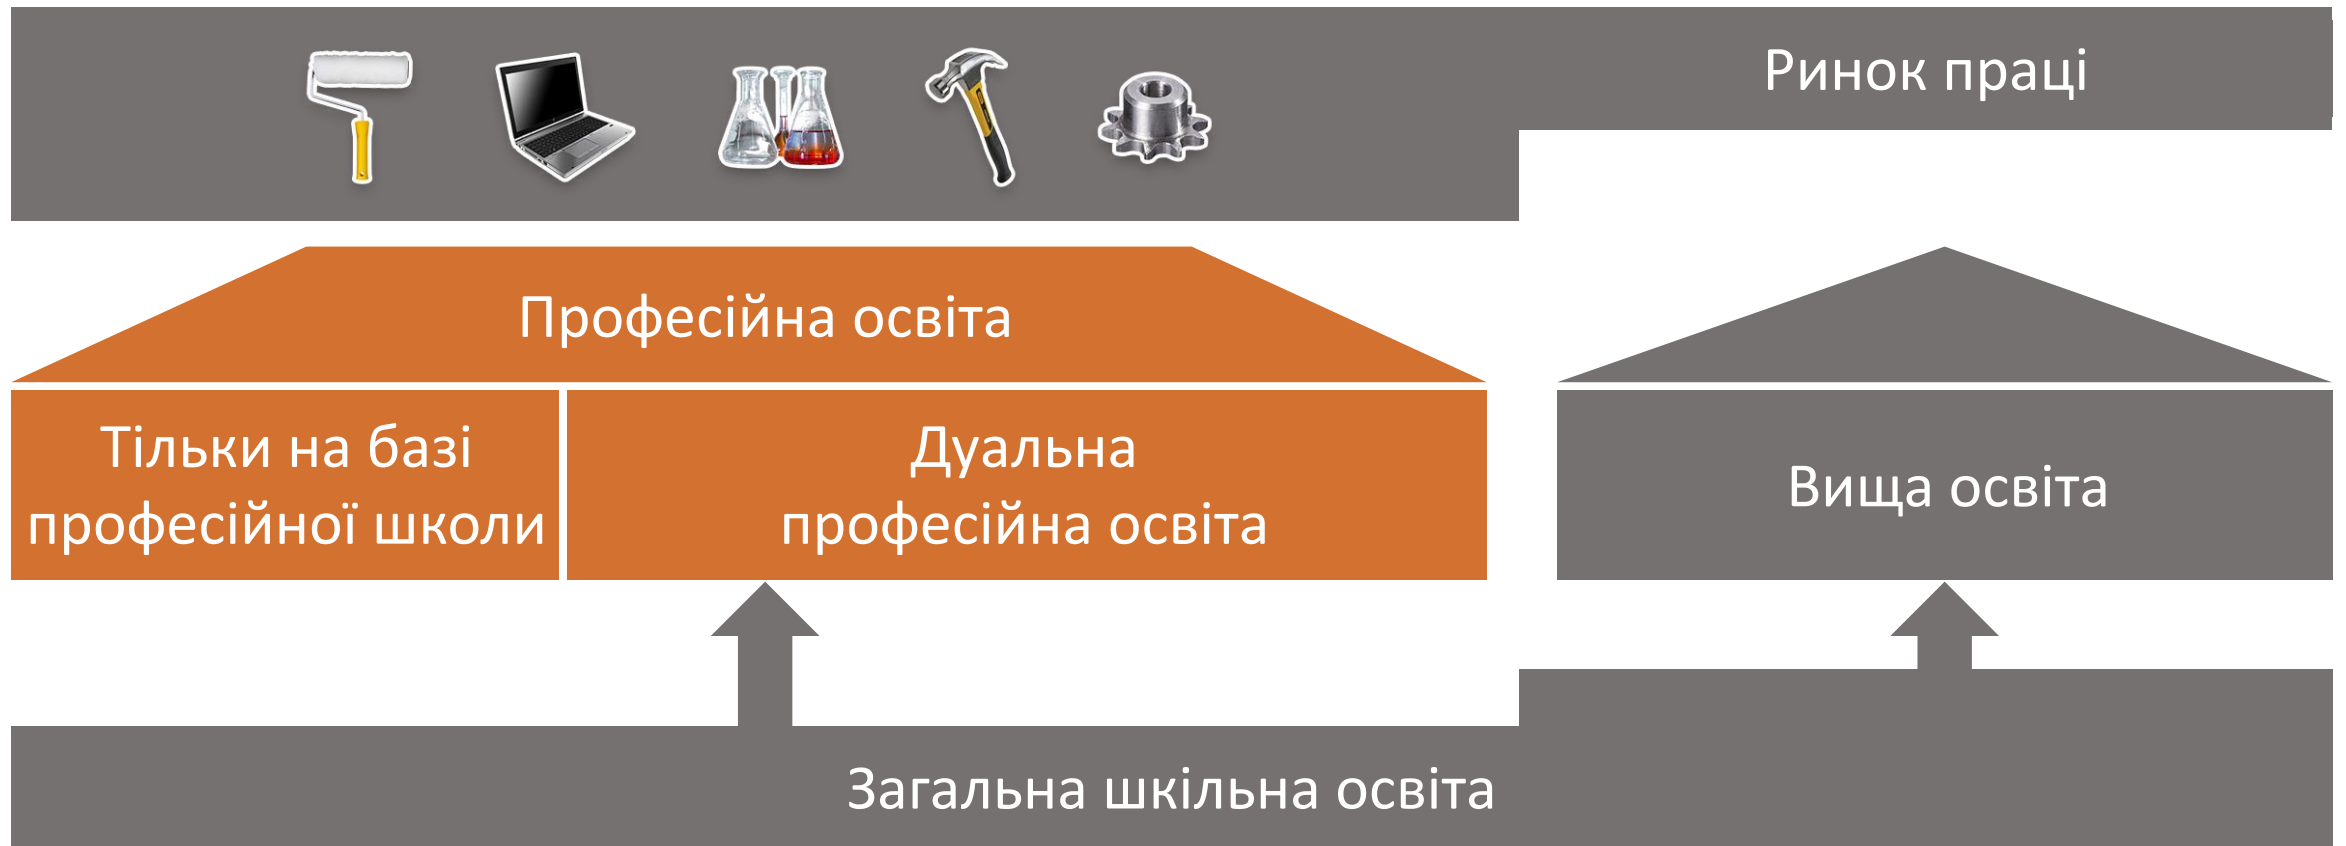 Ринок праці
Професійна освіта
Тільки на базі
професійної школи
Дуальна
професійна освіта
Вища освіта
Загальна шкільна освіта